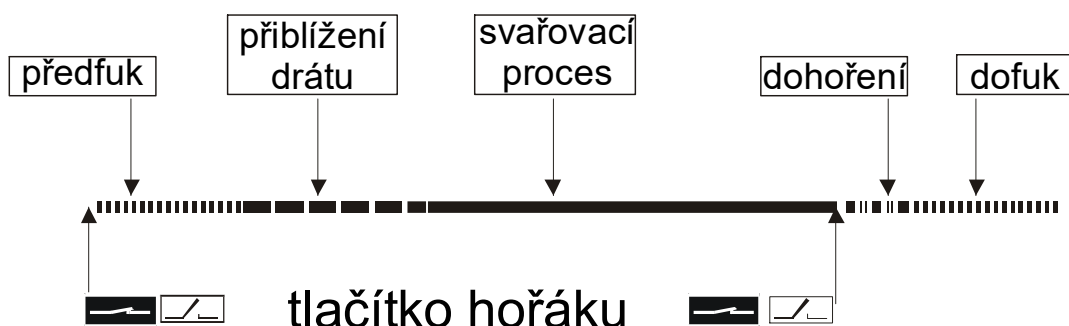 předfuk
přiblížení
drátu
svařovací
proces
dohoření
dofuk
tlačítko hořáku